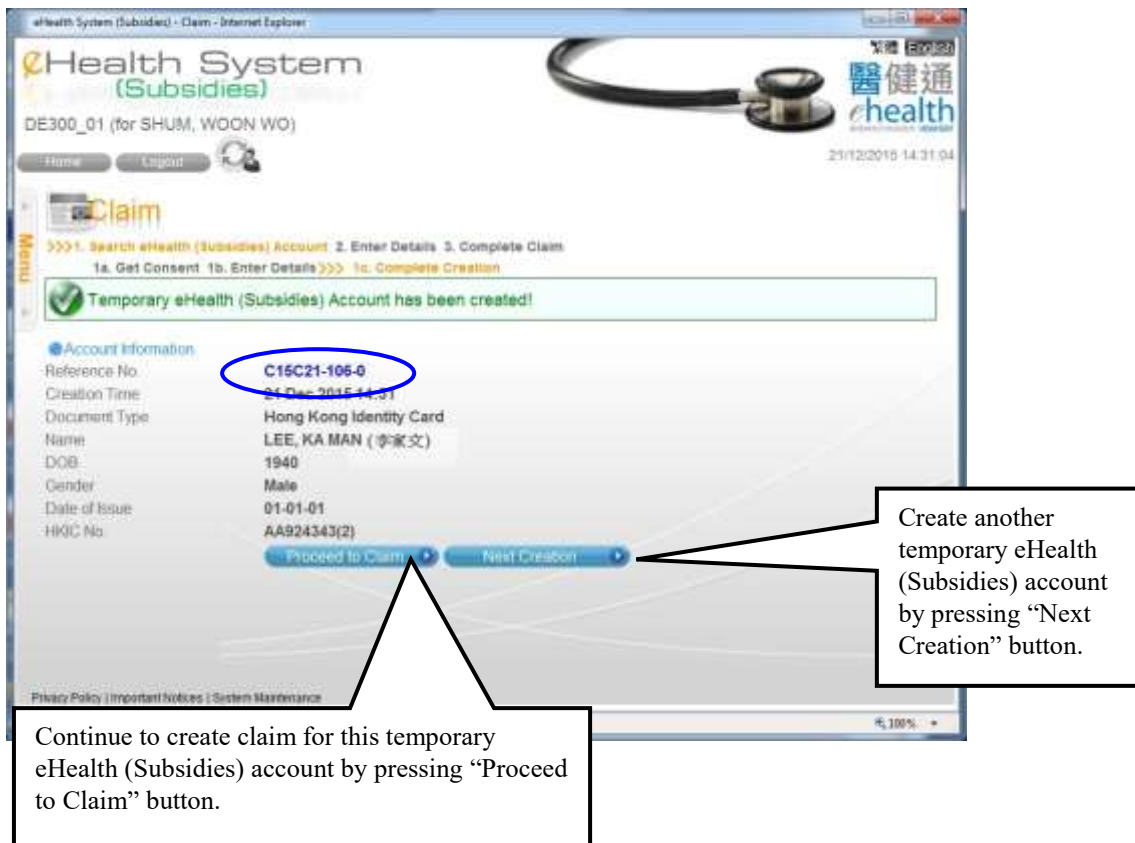 eHealth System (Subsidies) - Claim - Internet Explorer
eHealth System
(Subsidies)
繁體 English
醫健通
ehealth
DE300_01 (for SHUM, WOON WO)
Home Logout
21/12/2015 14:31:04
Claim
Menu
>>>1. Search eHealth (Subsidies) Account 2. Enter Details 3. Complete Claim
1a. Get Consent 1b. Enter Details>>> 1c. Complete Creation
Temporary eHealth (Subsidies) Account has been created!
Account Information
Reference No. C15C21-106-0
Creation Time 21 Dec 2015 14:31
Document Type Hong Kong Identity Card
Name LEE, KA MAN (李家文)
DOB 1940
Gender Male
Date of Issue 01-01-01
HKIC No. AA924343(2)
Proceed to Claim Next Creation
Create another
temporary eHealth
(Subsidies) account
by pressing “Next
Creation” button.
Privacy Policy | Important Notices | System Maintenance
100%
Continue to create claim for this temporary
eHealth (Subsidies) account by pressing “Proceed
to Claim” button.